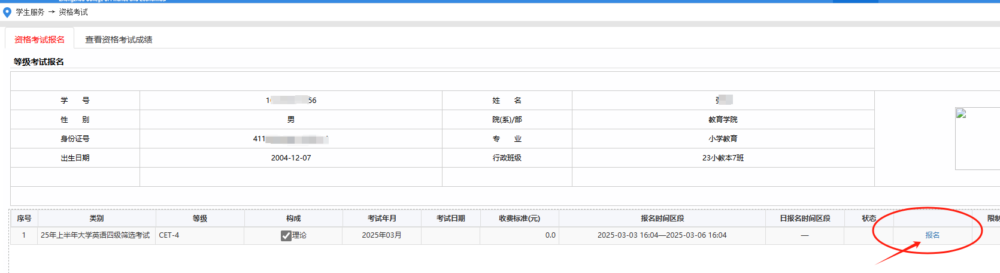 Zhengzhou College of Finance and Economics
学生服务 → 资格考试
资格考试报名 查看资格考试成绩
等级考试报名
学 号 1 56 姓 名
性 别 男 院(系)/部 教育学院
身份证号 411 专 业 小学教育
出生日期 2004-12-07 行政班级 23小教本7班
序号 类别 等级 构成 考试年月 考试日期 收费标准(元) 报名时间区段 日报名时间区段 状态 限制
1 25年上半年大学英语四级筛选考试 CET-4 理论 2025年03月 0.0 2025-03-03 16:04—2025-03-06 16:04 — 报名